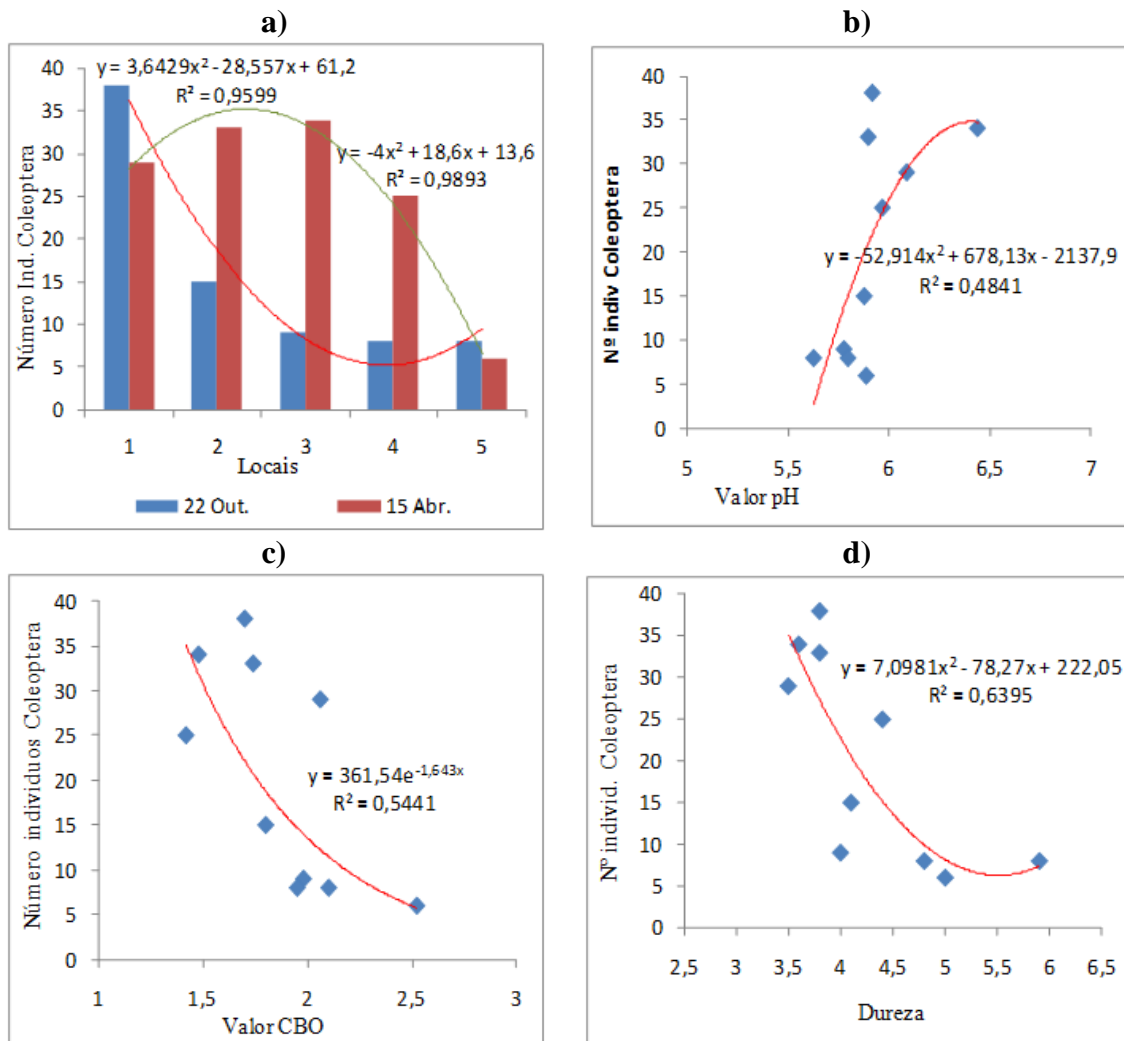 a)
y = 3,6429x² - 28,557x + 61,2
R² = 0,9599
y = -4x² + 18,6x + 13,6
R² = 0,9893
Número Ind. Coleoptera
40
35
30
25
20
15
10
5
0
1 2 3 4 5
Locais
22 Out. 15 Abr.
b)
Nº indiv Coleoptera
40
35
30
25
20
15
10
5
0
y = -52,914x² + 678,13x - 2137,9
R² = 0,4841
5 5,5 6 6,5 7
Valor pH
c)
Número individuos Coleoptera
40
35
30
25
20
15
10
5
0
y = 361,54e⁻¹,⁶⁴³ˣ
R² = 0,5441
1 1,5 2 2,5 3
Valor CBO
d)
Nº individ. Coleoptera
40
35
30
25
20
15
10
5
0
y = 7,0981x² - 78,27x + 222,05
R² = 0,6395
2,5 3 3,5 4 4,5 5 5,5 6 6,5
Dureza